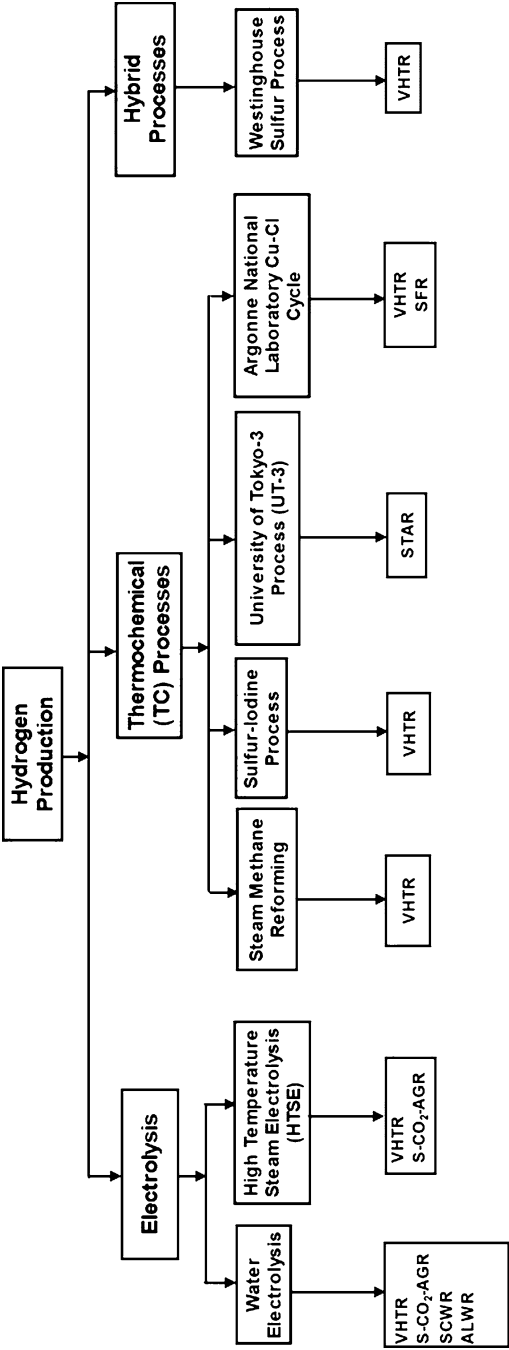 Hydrogen
Production
Electrolysis
Thermochemical
(TC) Processes
Hybrid
Processes
Water
Electrolysis
High Temperature
Steam Electrolysis
(HTSE)
Steam Methane
Reforming
Sulfur-Iodine
Process
University of Tokyo-3
Process (UT-3)
Argonne National
Laboratory Cu-Cl
Cycle
Westinghouse
Sulfur Process
VHTR
S-CO₂-AGR
SCWR
ALWR
VHTR
S-CO₂-AGR
VHTR
VHTR
STAR
VHTR
SFR
VHTR